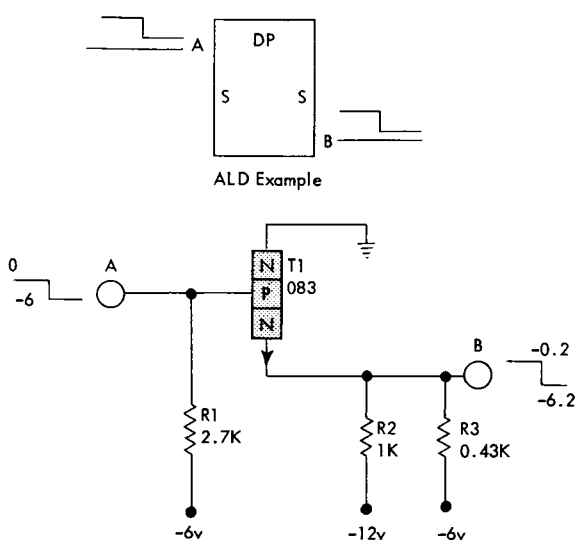 A
DP
S S
B
ALD Example
0
-6
A
N
T1
083
P
N
B
-0.2
-6.2
R1
2.7K
R2
1K
R3
0.43K
-6v
-12v
-6v